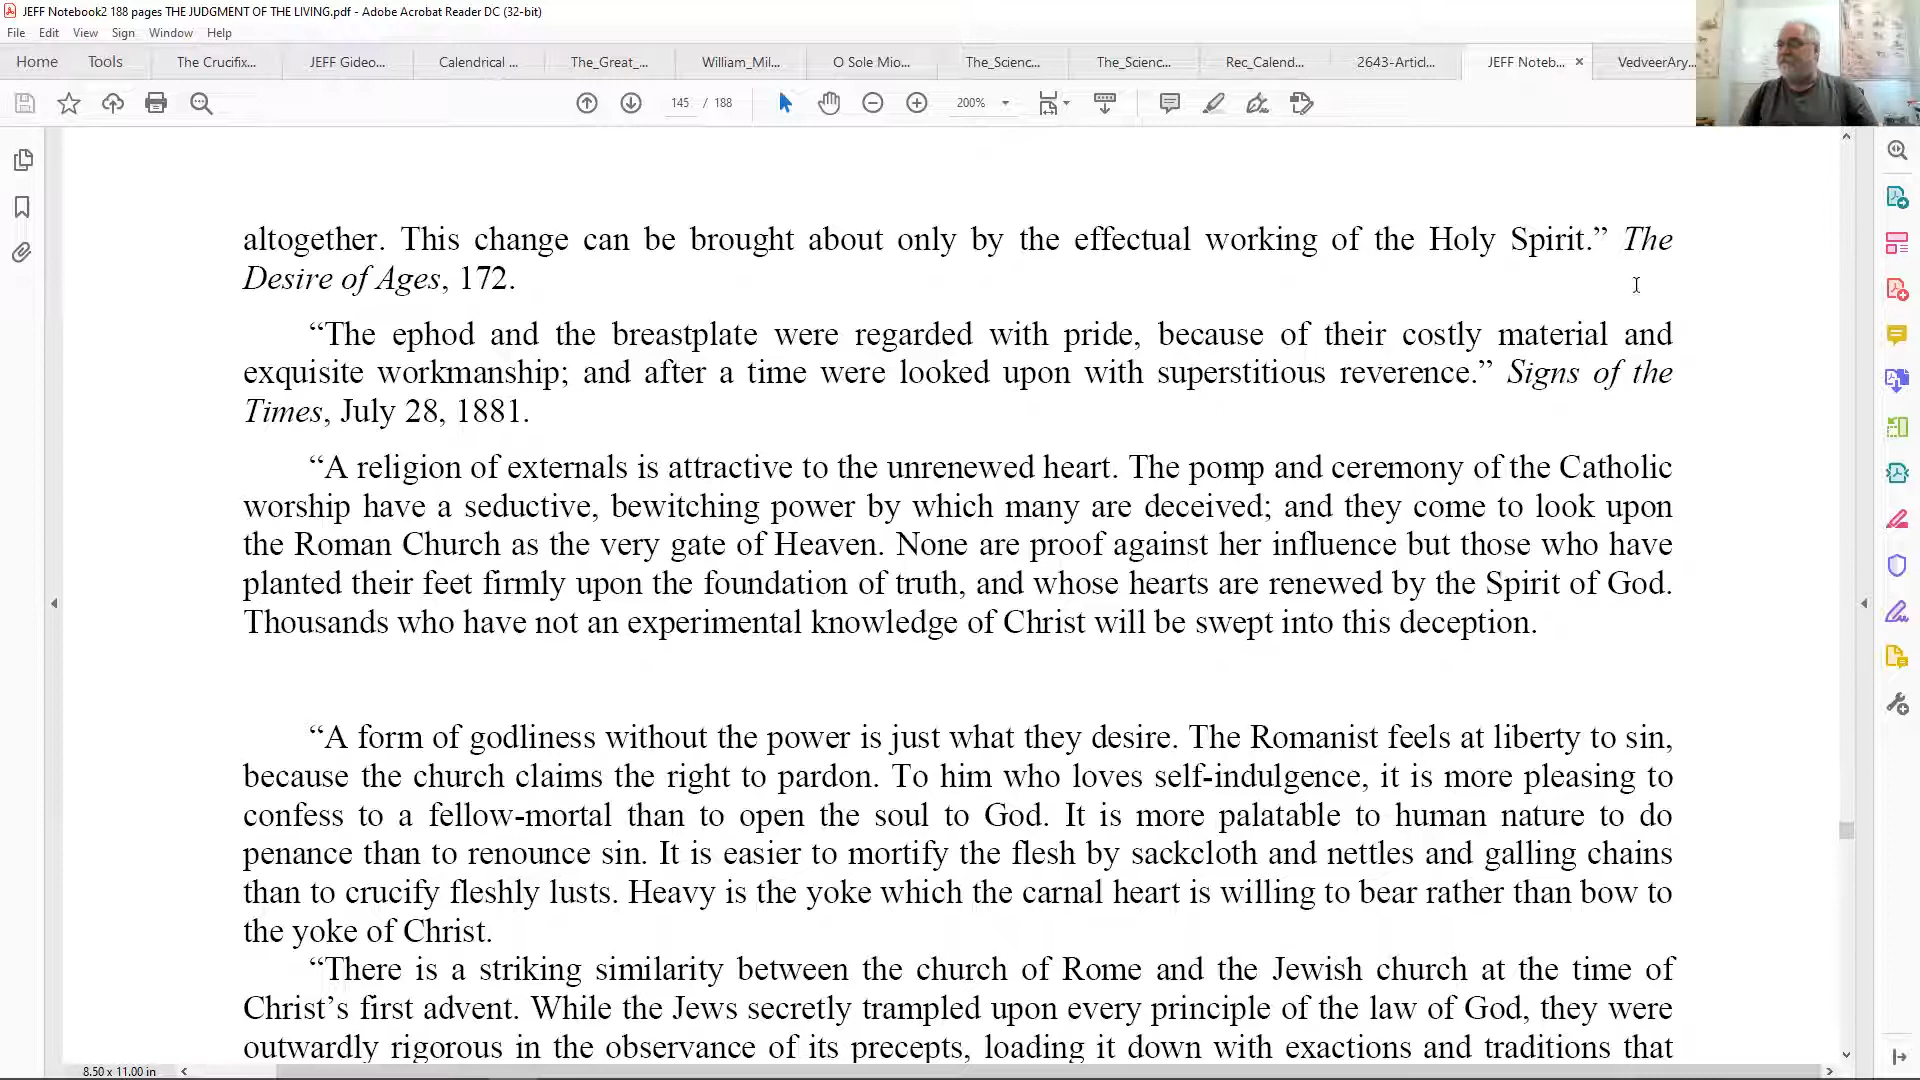 JEFF Notebook2 188 pages THE JUDGMENT OF THE LIVING.pdf - Adobe Acrobat Reader DC (32-bit)
File Edit View Sign Window Help
Home Tools The Crucifix... JEFF Gideo... Calendrical ... The_Great_... William_Mil... O Sole Mio... The_Scienc... The_Scienc... Rec_Calend... 2643-Articl... JEFF Noteb... × VedveerAry...
145 / 188 200%
altogether. This change can be brought about only by the effectual working of the Holy Spirit.” The
Desire of Ages, 172.
“The ephod and the breastplate were regarded with pride, because of their costly material and
exquisite workmanship; and after a time were looked upon with superstitious reverence.” Signs of the
Times, July 28, 1881.
“A religion of externals is attractive to the unrenewed heart. The pomp and ceremony of the Catholic
worship have a seductive, bewitching power by which many are deceived; and they come to look upon
the Roman Church as the very gate of Heaven. None are proof against her influence but those who have
planted their feet firmly upon the foundation of truth, and whose hearts are renewed by the Spirit of God.
Thousands who have not an experimental knowledge of Christ will be swept into this deception.
“A form of godliness without the power is just what they desire. The Romanist feels at liberty to sin,
because the church claims the right to pardon. To him who loves self-indulgence, it is more pleasing to
confess to a fellow-mortal than to open the soul to God. It is more palatable to human nature to do
penance than to renounce sin. It is easier to mortify the flesh by sackcloth and nettles and galling chains
than to crucify fleshly lusts. Heavy is the yoke which the carnal heart is willing to bear rather than bow to
the yoke of Christ.
“There is a striking similarity between the church of Rome and the Jewish church at the time of
Christ’s first advent. While the Jews secretly trampled upon every principle of the law of God, they were
outwardly rigorous in the observance of its precepts, loading it down with exactions and traditions that
8.50 x 11.00 in